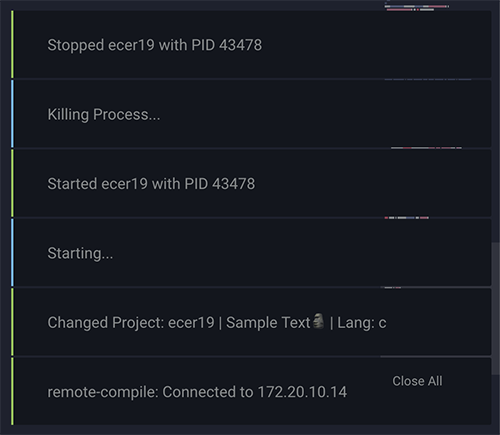 Stopped ecer19 with PID 43478
Killing Process...
Started ecer19 with PID 43478
Starting...
Changed Project: ecer19 | Sample Text🗿 | Lang: c
Close All
remote-compile: Connected to 172.20.10.14